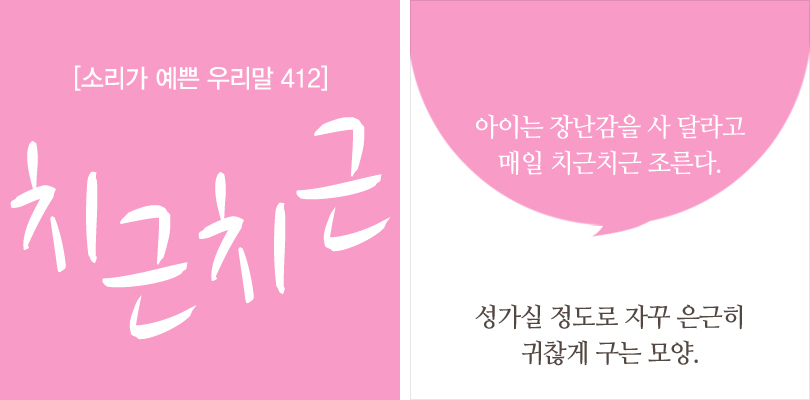 [소리가 예쁜 우리말 412]
치근치근
아이는 장난감을 사 달라고
매일 치근치근 조른다.
성가실 정도로 자꾸 은근히
귀찮게 구는 모양.